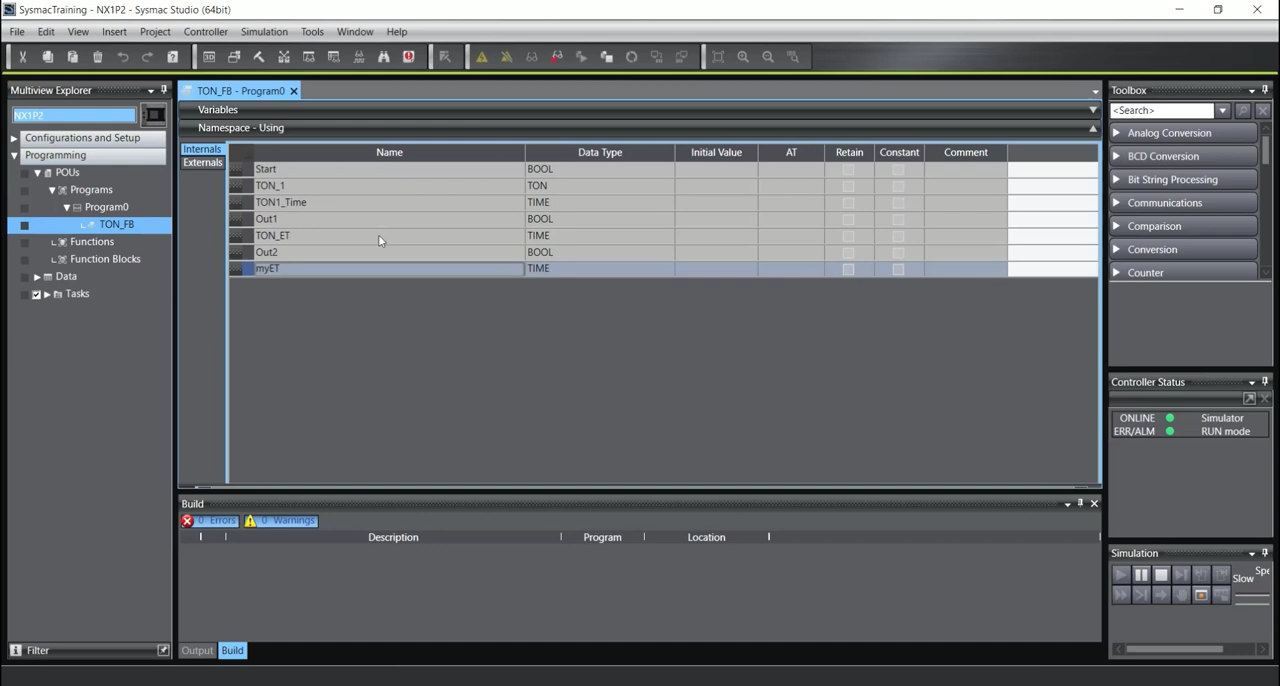 SysmacTraining - NX1P2 - Sysmac Studio (64bit)
File Edit View Insert Project Controller Simulation Tools Window Help
Multiview Explorer
NX1P2
Configurations and Setup
Programming
POUs
Programs
Program0
TON_FB
Functions
Function Blocks
Data
Tasks
Filter
TON_FB - Program0
Variables
Namespace - Using
Internals
Externals
Name Data Type Initial Value AT Retain Constant Comment
Start BOOL
TON_1 TON
TON1_Time TIME
Out1 BOOL
TON_ET TIME
Out2 BOOL
myET TIME
Build
0 Errors 0 Warnings
Description Program Location
Output Build
Toolbox
<Search>
Analog Conversion
BCD Conversion
Bit String Processing
Communications
Comparison
Conversion
Counter
Controller Status
ONLINE Simulator
ERR/ALM RUN mode
Simulation
Slow Spe